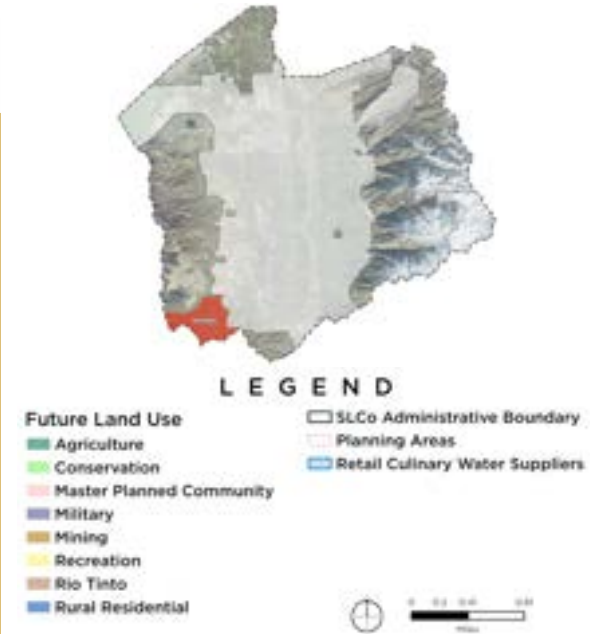 LEGEND
Future Land Use
Agriculture
Conservation
Master Planned Community
Military
Mining
Recreation
Rio Tinto
Rural Residential
SLCo Administrative Boundary
Planning Areas
Retail Culinary Water Suppliers